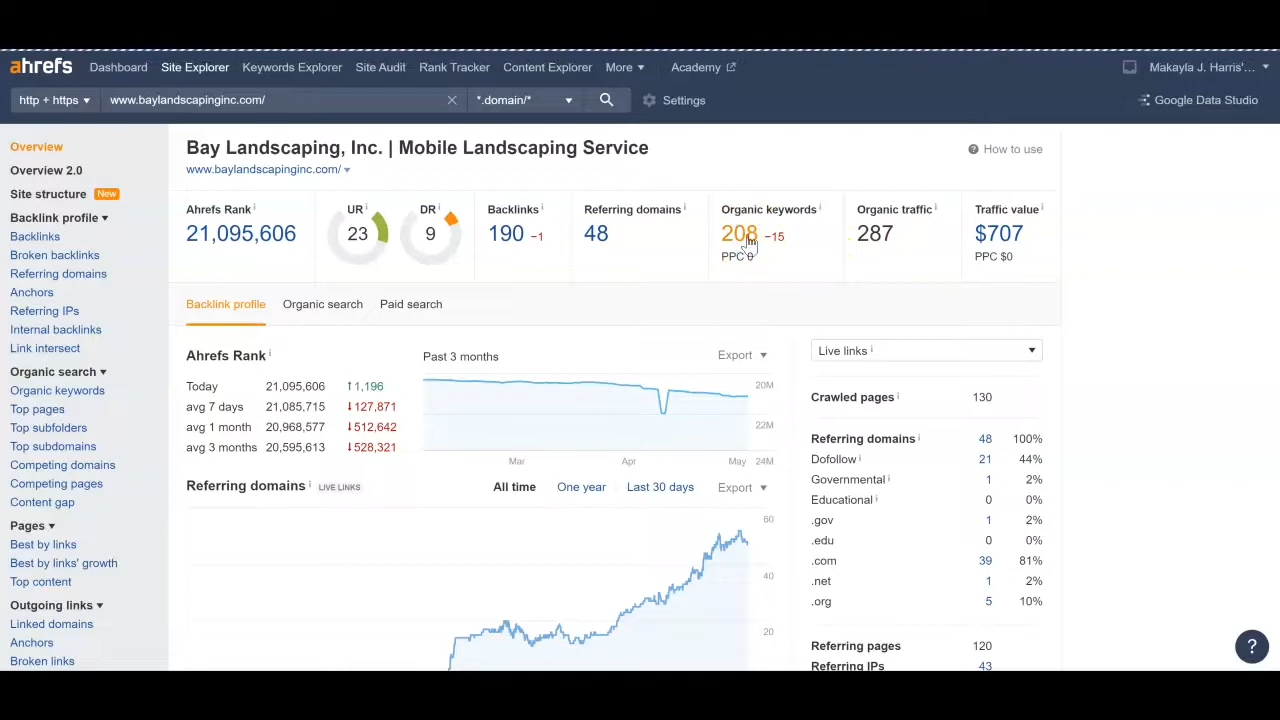 ahrefs Dashboard Site Explorer Keywords Explorer Site Audit Rank Tracker Content Explorer More Academy Makayla J. Harris'...
http + https www.baylandscapinginc.com/ *.domain/* Settings Google Data Studio
Overview
Overview 2.0
Site structure New
Backlink profile
Backlinks
Broken backlinks
Referring domains
Anchors
Referring IPs
Internal backlinks
Link intersect
Organic search
Organic keywords
Top pages
Top subfolders
Top subdomains
Competing domains
Competing pages
Content gap
Pages
Best by links
Best by links' growth
Top content
Outgoing links
Linked domains
Anchors
Broken links
Bay Landscaping, Inc. | Mobile Landscaping Service
How to use
www.baylandscapinginc.com/
Ahrefs Rank i
21,095,606
UR i
23
DR i
9
Backlinks i
190 −1
Referring domains i
48
Organic keywords i
208 −15
PPC 0
Organic traffic i
287
Traffic value i
$707
PPC $0
Backlink profile Organic search Paid search
Ahrefs Rank i
Today 21,095,606 ↑1,196
avg 7 days 21,085,715 ↓127,871
avg 1 month 20,968,577 ↓512,642
avg 3 months 20,595,613 ↓528,321
Past 3 months Export
20M
22M
24M
Mar Apr May
Referring domains i LIVE LINKS
All time One year Last 30 days Export
60
40
20
Live links i
Crawled pages i 130
Referring domains i 48 100%
Dofollow i 21 44%
Governmental i 1 2%
Educational i 0 0%
.gov 1 2%
.edu 0 0%
.com 39 81%
.net 1 2%
.org 5 10%
Referring pages 120
Referring IPs 43
?